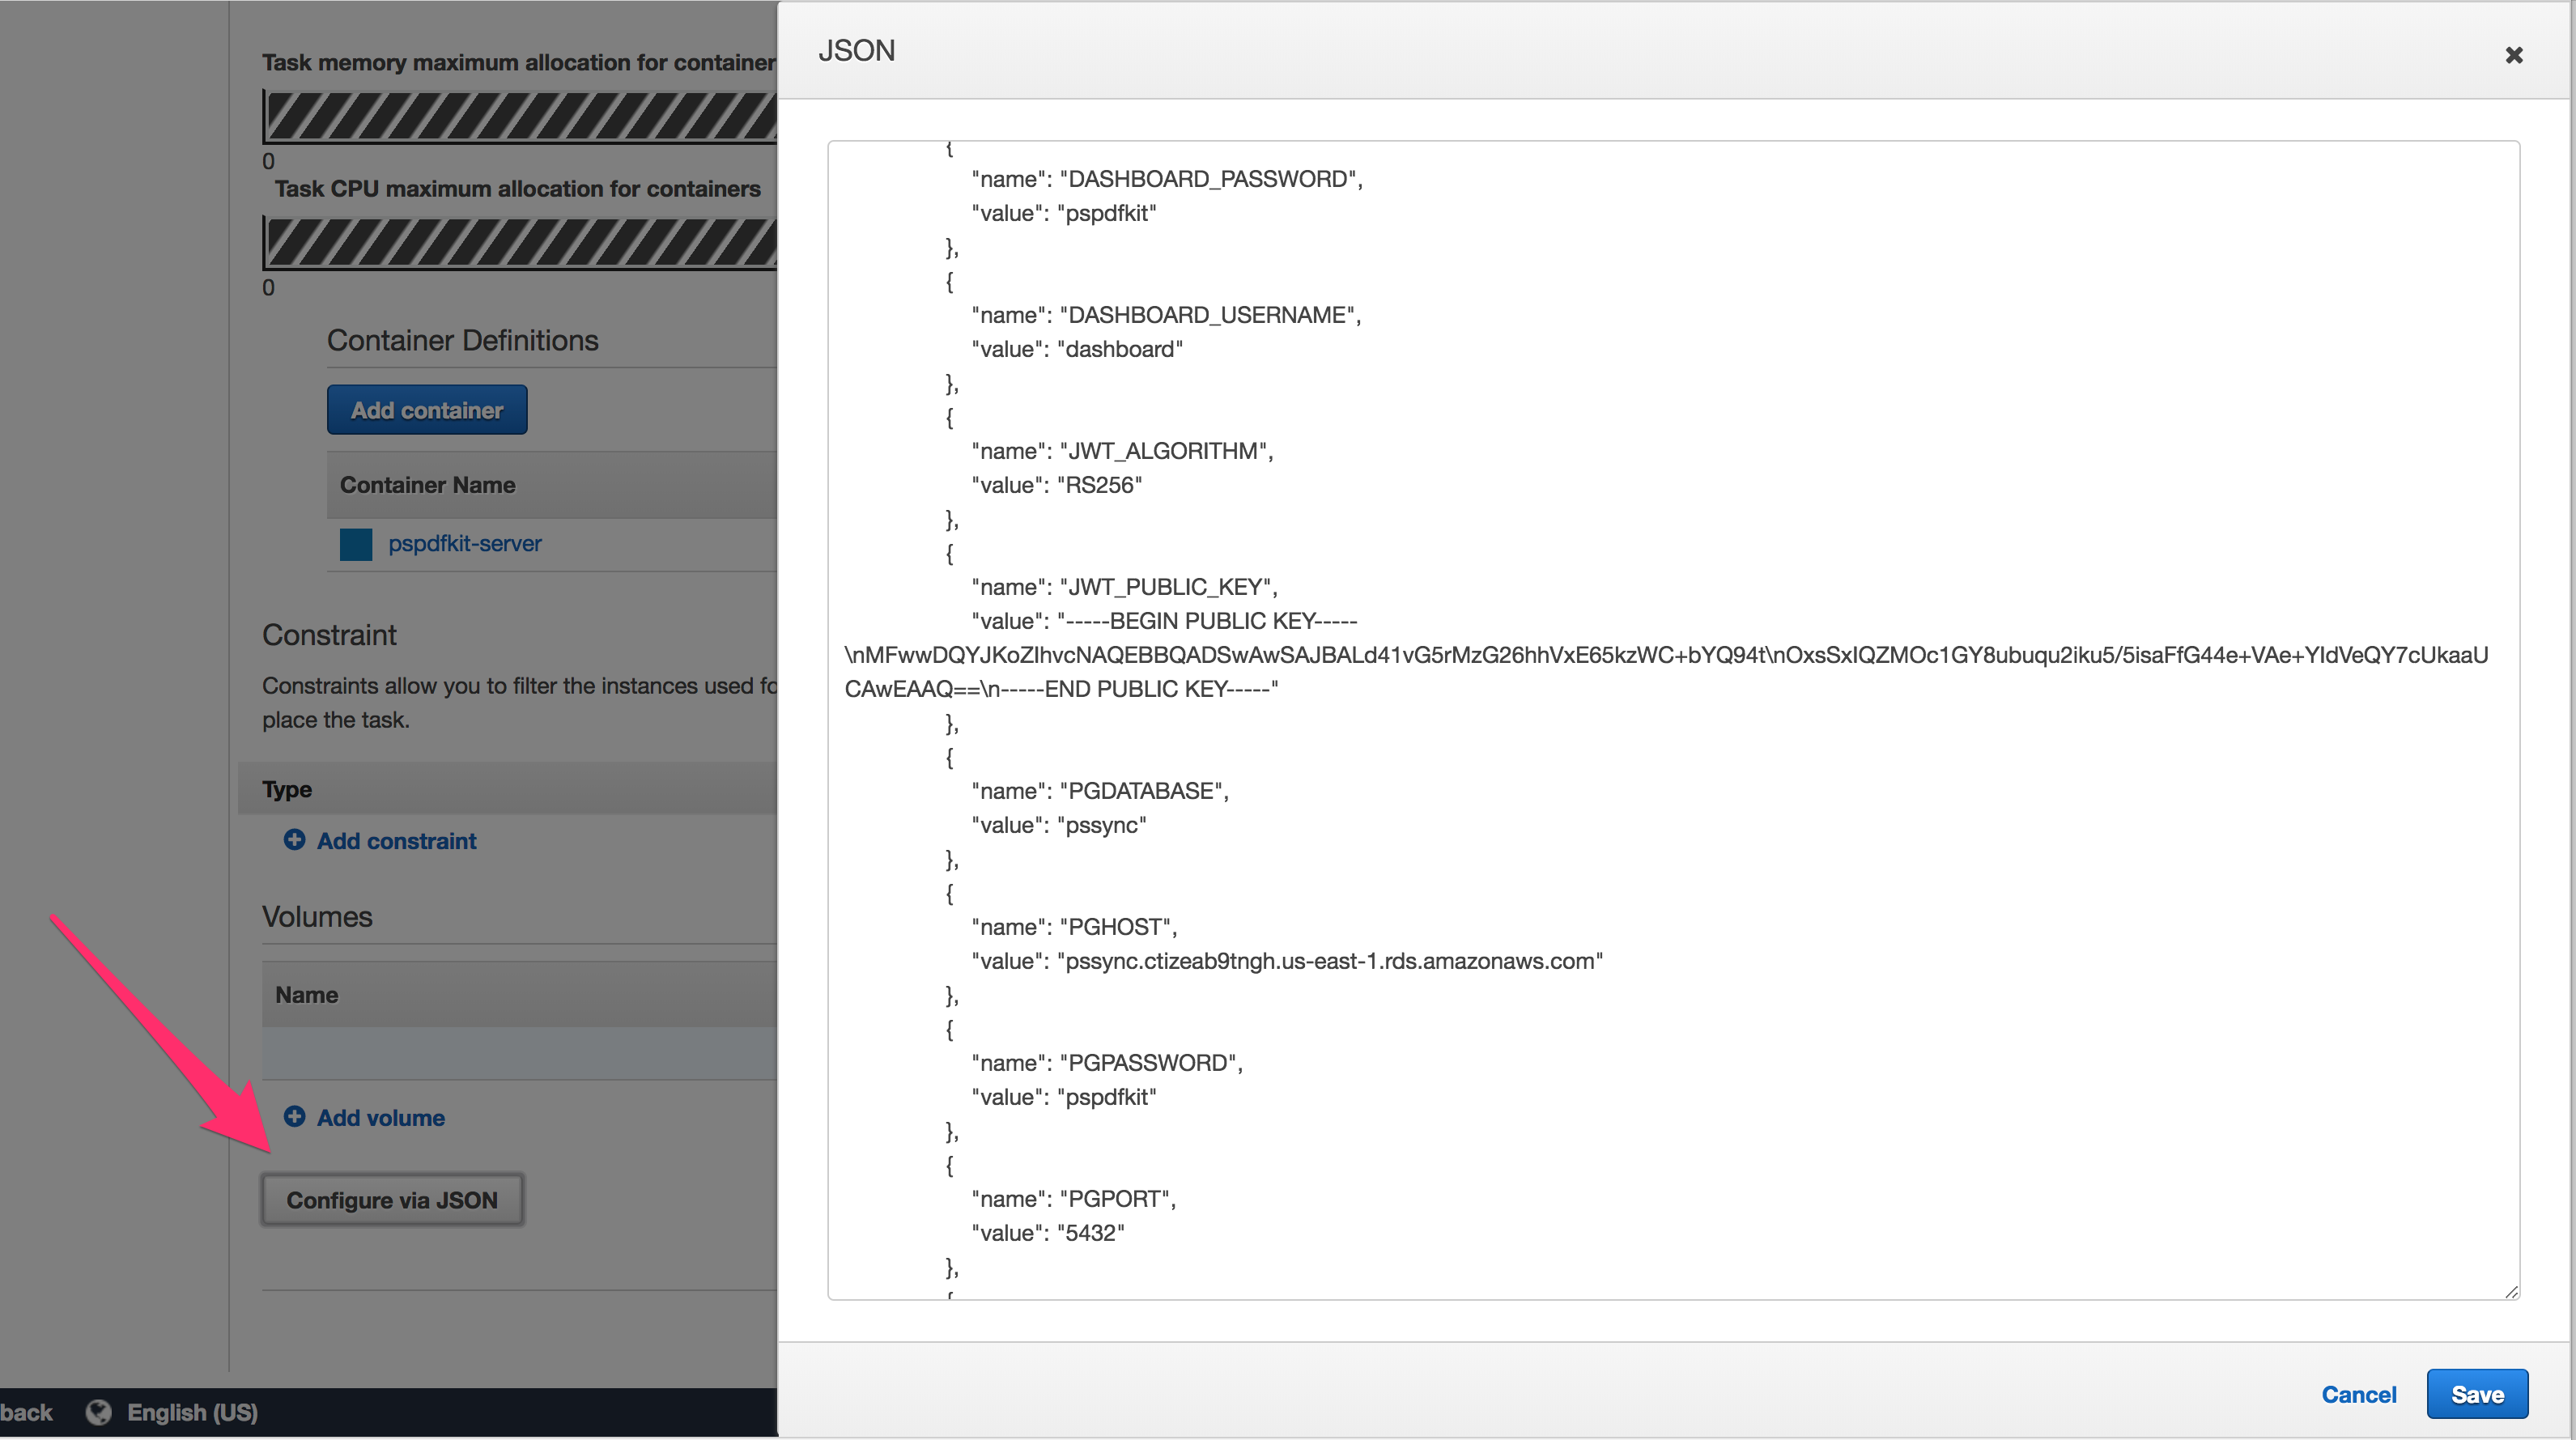 Task memory maximum allocation for container
0
Task CPU maximum allocation for containers
0
Container Definitions
Add container
Container Name
pspdfkit-server
Constraint
Constraints allow you to filter the instances used fo
place the task.
Type
Add constraint
Volumes
Name
Add volume
Configure via JSON
back
English (US)
JSON
{
"name": "DASHBOARD_PASSWORD",
"value": "pspdfkit"
},
{
"name": "DASHBOARD_USERNAME",
"value": "dashboard"
},
{
"name": "JWT_ALGORITHM",
"value": "RS256"
},
{
"name": "JWT_PUBLIC_KEY",
"value": "-----BEGIN PUBLIC KEY-----
\nMFwwDQYJKoZIhvcNAQEBBQADSwAwSAJBALd41vG5rMzG26hhVxE65kzWC+bYQ94t\nOxsSxIQZMOc1GY8ubuqu2iku5/5isaFfG44e+VAe+YIdVeQY7cUkaaU
CAwEAAQ==\n-----END PUBLIC KEY-----"
},
{
"name": "PGDATABASE",
"value": "pssync"
},
{
"name": "PGHOST",
"value": "pssync.ctizeab9tngh.us-east-1.rds.amazonaws.com"
},
{
"name": "PGPASSWORD",
"value": "pspdfkit"
},
{
"name": "PGPORT",
"value": "5432"
},
{
Cancel
Save